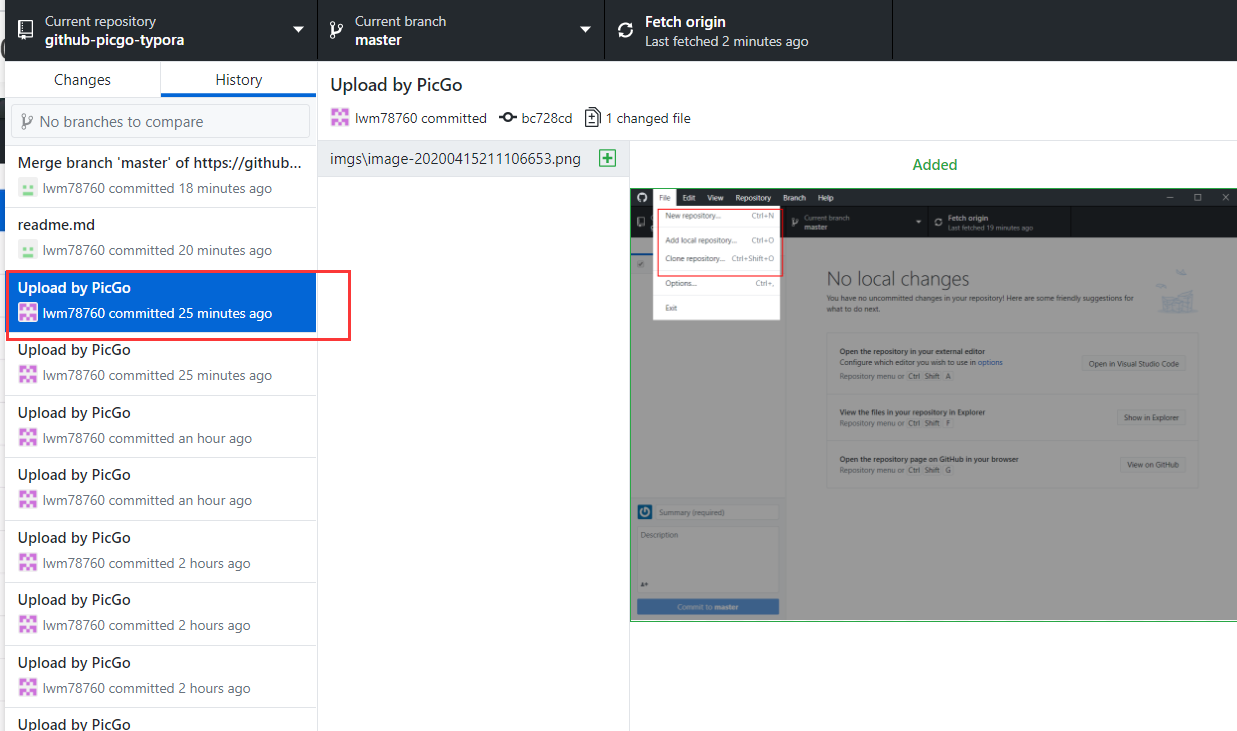 Current repository
github-picgo-typora
Current branch
master
Fetch origin
Last fetched 2 minutes ago
Changes
History
No branches to compare
Merge branch 'master' of https://github...
lwm78760 committed 18 minutes ago
readme.md
lwm78760 committed 20 minutes ago
Upload by PicGo
lwm78760 committed 25 minutes ago
Upload by PicGo
lwm78760 committed 25 minutes ago
Upload by PicGo
lwm78760 committed an hour ago
Upload by PicGo
lwm78760 committed an hour ago
Upload by PicGo
lwm78760 committed 2 hours ago
Upload by PicGo
lwm78760 committed 2 hours ago
Upload by PicGo
lwm78760 committed 2 hours ago
Upload by PicGo
Upload by PicGo
lwm78760 committed
bc728cd
1 changed file
imgs\image-20200415211106653.png
Added
File Edit View Repository Branch Help
New repository... Ctrl+N
Add local repository... Ctrl+O
Clone repository... Ctrl+Shift+O
Options... Ctrl+,
Exit
Current branch
master
Fetch origin
Last fetched 19 minutes ago
No local changes
You have no uncommitted changes in your repository! Here are some friendly suggestions for
what to do next.
Open the repository in your external editor
Configure which editor you wish to use in options
Repository menu or Ctrl Shift A
Open in Visual Studio Code
View the files in your repository in Explorer
Repository menu or Ctrl Shift F
Show in Explorer
Open the repository page on GitHub in your browser
Repository menu or Ctrl Shift G
View on GitHub
Summary (required)
Description
Commit to master